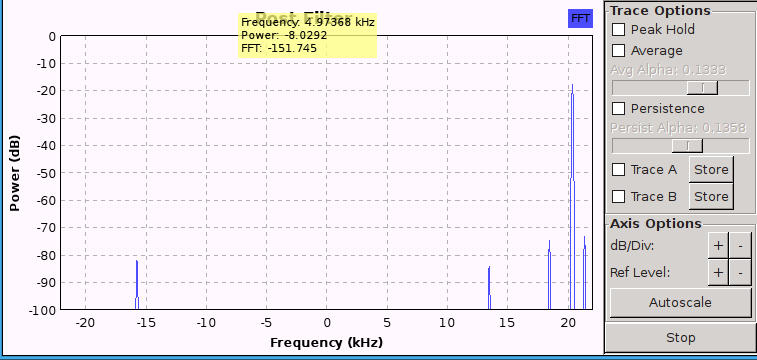 Post Filter
Frequency: 4.97368 kHz
Power: -8.0292
FFT: -151.745
FFT
Power (dB)
0
-10
-20
-30
-40
-50
-60
-70
-80
-90
-100
-20 -15 -10 -5 0 5 10 15 20
Frequency (kHz)
Trace Options
Peak Hold
Average
Avg Alpha: 0.1333
Persistence
Persist Alpha: 0.1358
Trace A Store
Trace B Store
Axis Options
dB/Div: + -
Ref Level: + -
Autoscale
Stop